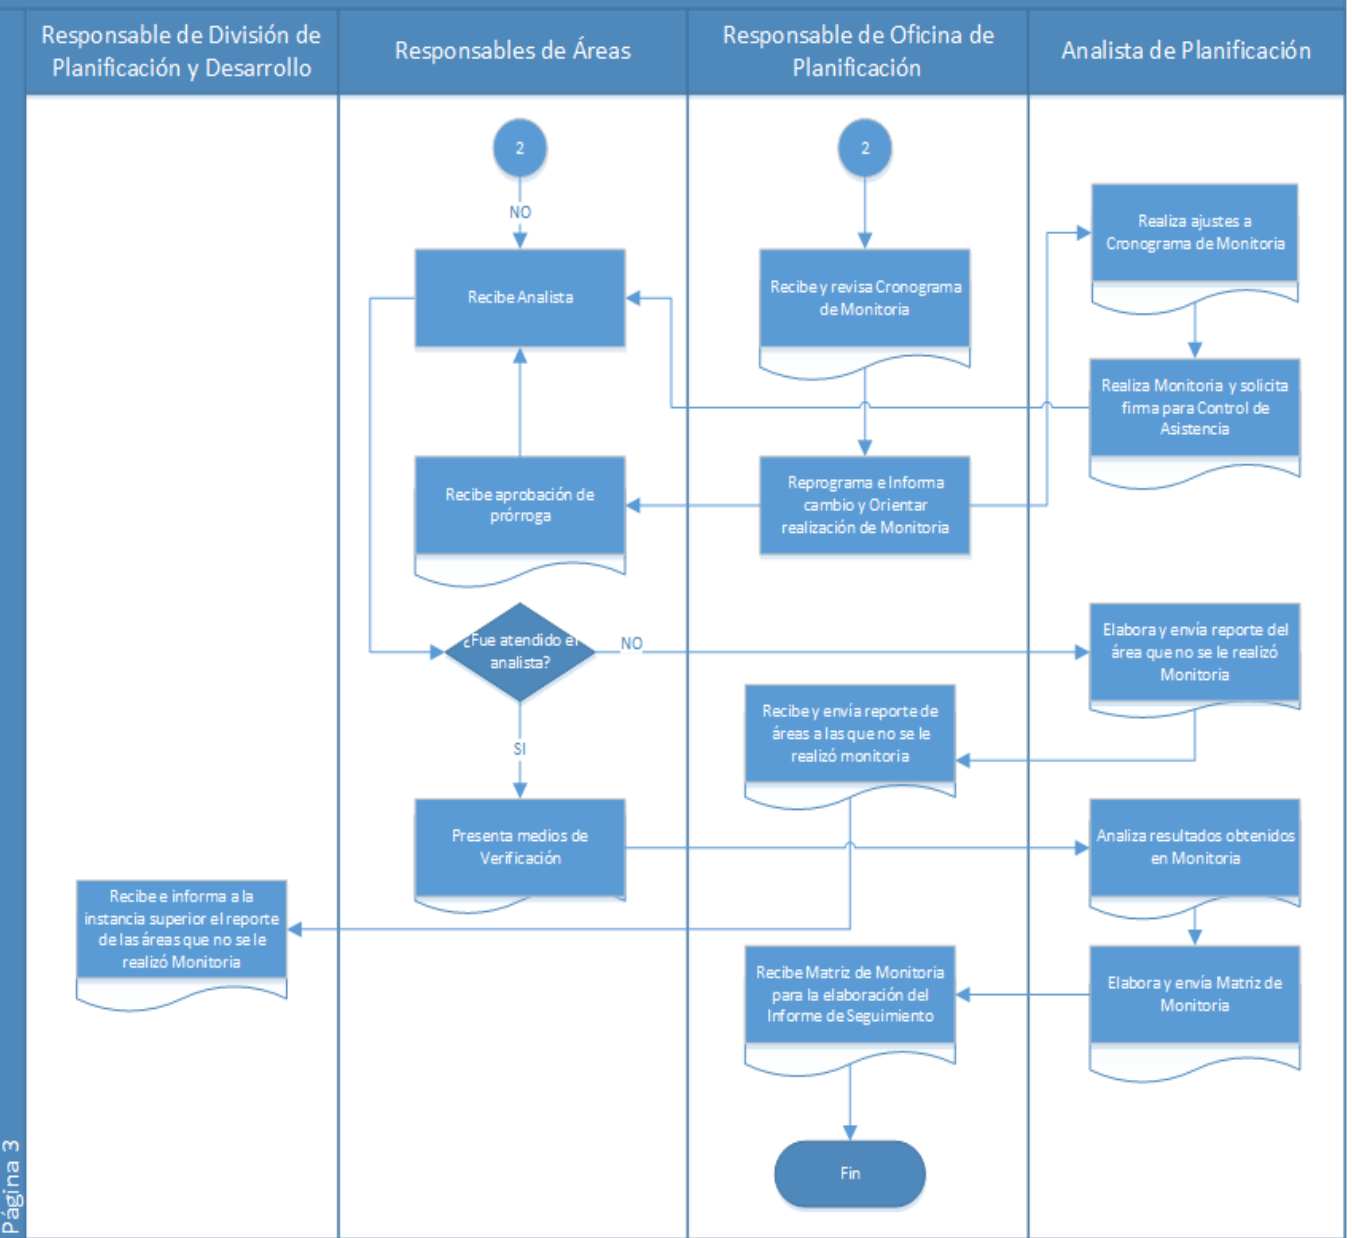 Responsable de División de
Planificación y Desarrollo
Responsables de Áreas
Responsable de Oficina de
Planificación
Analista de Planificación
2
2
NO
Realiza ajustes a
Cronograma de Monitoria
Recibe Analista
Recibe y revisa Cronograma
de Monitoria
Realiza Monitoria y solicita
firma para Control de
Asistencia
Recibe aprobación de
prórroga
Reprograma e Informa
cambio y Orientar
realización de Monitoria
¿Fue atendido el
analista?
NO
Elabora y envía reporte del
área que no se le realizó
Monitoria
Recibe y envía reporte de
áreas a las que no se le
realizó monitoria
SI
Presenta medios de
Verificación
Analiza resultados obtenidos
en Monitoria
Recibe e informa a la
instancia superior el reporte
de las áreas que no se le
realizó Monitoria
Recibe Matriz de Monitoria
para la elaboración del
Informe de Seguimiento
Elabora y envía Matriz de
Monitoria
Fin
Página 3